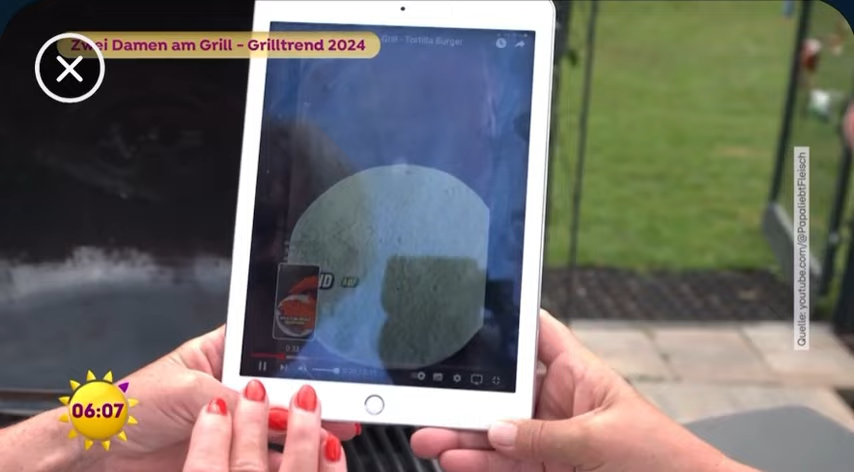 Zwei Damen am Grill - Grilltrend 2024
Grill - Tortilla Burger
Quelle: youtube.com/@PapaliebtFleisch
06:07